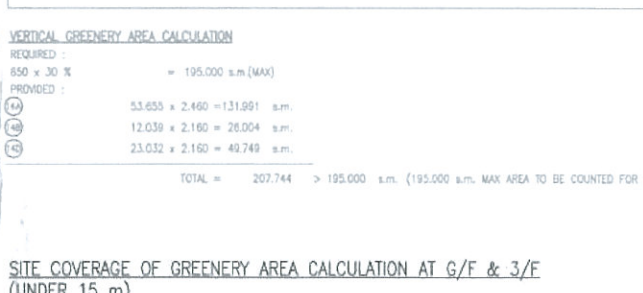 VERTICAL GREENERY AREA CALCULATION
REQUIRED :
650 x 30 % = 195.000 s.m.(MAX)
PROVIDED :
14A 53.655 x 2.460 =131.991 s.m.
14B 12.039 x 2.160 = 26.004 s.m.
23.032 x 2.160 = 49.749 s.m.
TOTAL = 207.744 > 195.000 s.m. (195.000 s.m. MAX AREA TO BE COUNTED FOR
SITE COVERAGE OF GREENERY AREA CALCULATION AT G/F & 3/F
(UNDER 15 m)